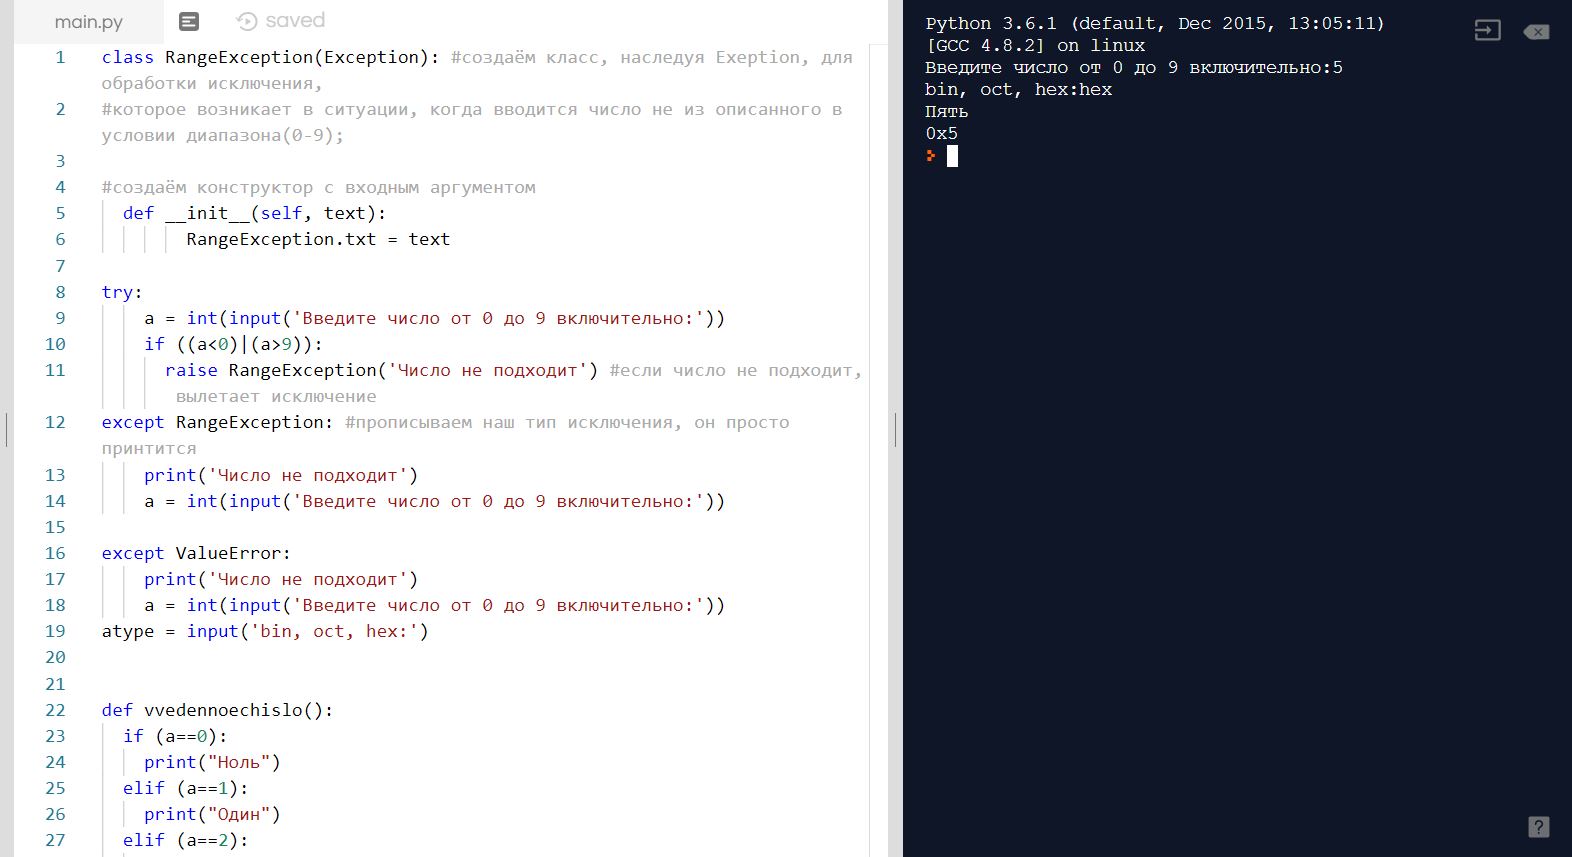 main.py
saved
1 class RangeException(Exception): #создаём класс, наследуя Exeption, для
обработки исключения,
2 #которое возникает в ситуации, когда вводится число не из описанного в
условии диапазона(0-9);
3
4 #создаём конструктор с входным аргументом
5 def __init__(self, text):
6 RangeException.txt = text
7
8 try:
9 a = int(input('Введите число от 0 до 9 включительно:'))
10 if ((a<0)|(a>9)):
11 raise RangeException('Число не подходит') #если число не подходит,
вылетает исключение
12 except RangeException: #прописываем наш тип исключения, он просто
принтится
13 print('Число не подходит')
14 a = int(input('Введите число от 0 до 9 включительно:'))
15
16 except ValueError:
17 print('Число не подходит')
18 a = int(input('Введите число от 0 до 9 включительно:'))
19 atype = input('bin, oct, hex:')
20
21
22 def vvedennoechislo():
23 if (a==0):
24 print("Ноль")
25 elif (a==1):
26 print("Один")
27 elif (a==2):
Python 3.6.1 (default, Dec 2015, 13:05:11)
[GCC 4.8.2] on linux
Введите число от 0 до 9 включительно:5
bin, oct, hex:hex
Пять
0x5
?